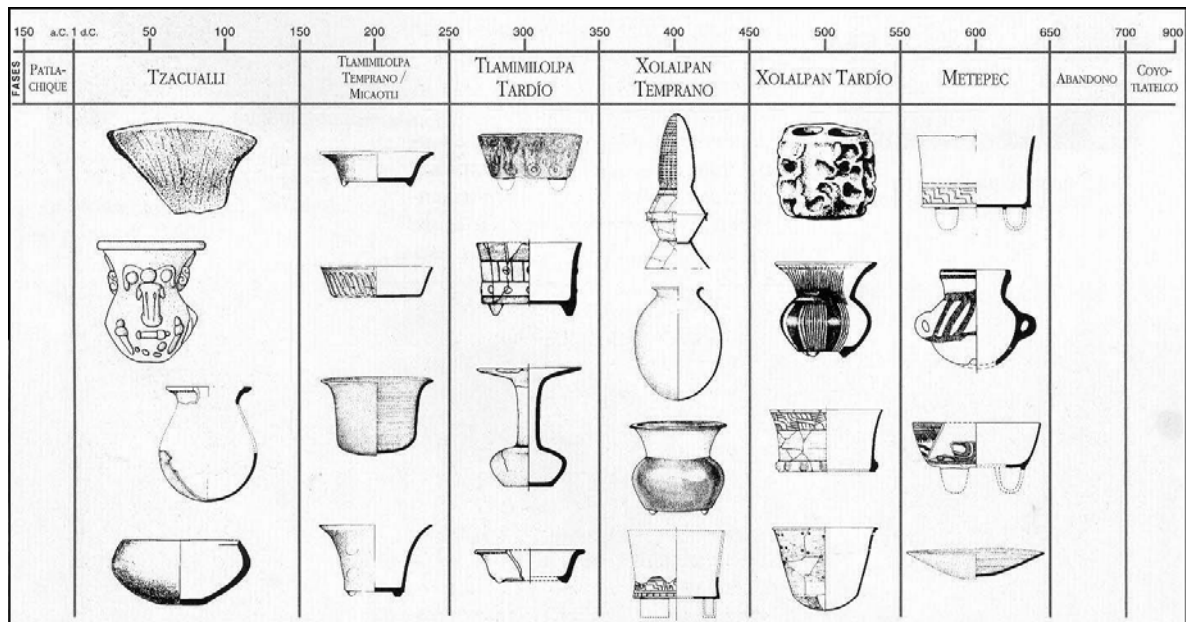 150 a.C. 1 d.C. 50 100 150 200 250 300 350 400 450 500 550 600 650 700 900
FASES
PATLA-
CHIQUE
TZACUALLI
TLAMIMILOLPA
TEMPRANO /
MICAOTLI
TLAMIMILOLPA
TARDÍO
XOLALPAN
TEMPRANO
XOLALPAN TARDÍO
METEPEC
ABANDONO
COYO-
TLATELCO